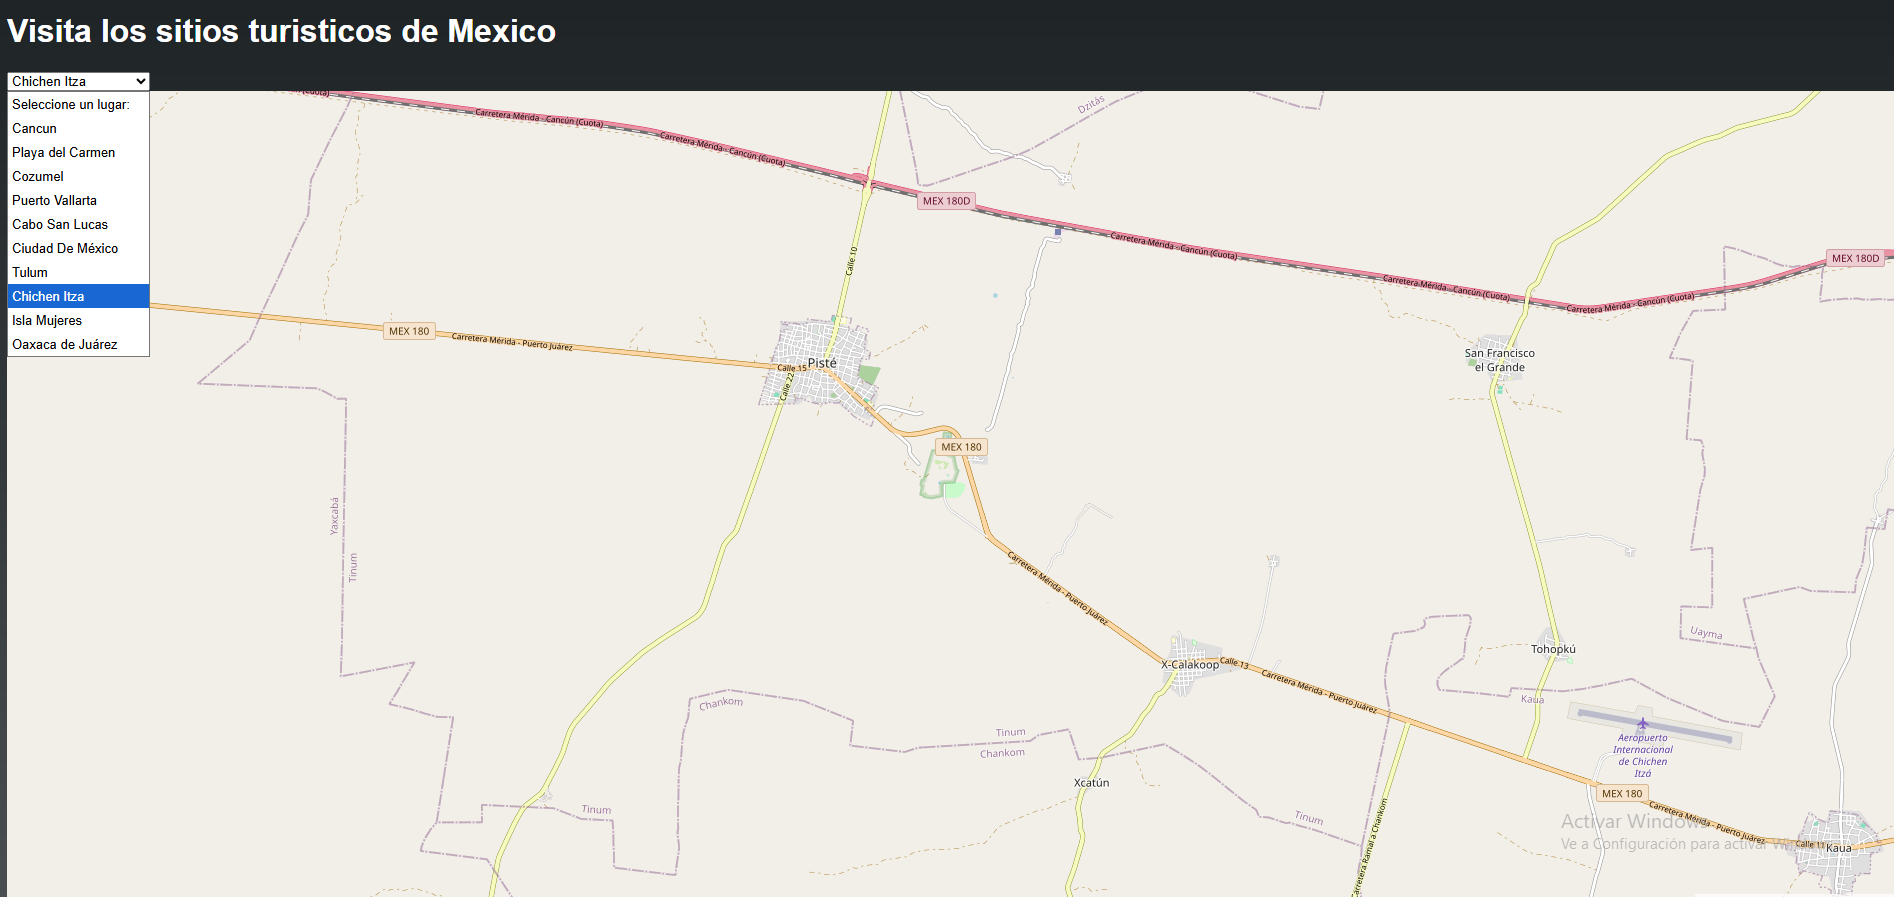 Visita los sitios turisticos de Mexico
Chichen Itza
Seleccione un lugar:
Cancun
Playa del Carmen
Cozumel
Puerto Vallarta
Cabo San Lucas
Ciudad De México
Tulum
Chichen Itza
Isla Mujeres
Oaxaca de Juárez
(Cuota)
Carretera Mérida - Cancún (Cuota)
Carretera Mérida - Cancún (Cuota)
Dzitás
MEX 180D
Carretera Mérida - Cancún (Cuota)
Carretera Mérida - Cancún (Cuota)
Carretera Mérida - Cancún (Cuota)
MEX 180D
Calle 10
MEX 180
Carretera Mérida - Puerto Juárez
Pisté
Calle 15
Calle 22
San Francisco
el Grande
MEX 180
Yaxcabá
Tinum
Carretera Mérida - Puerto Juárez
X-Calakoop
Calle 13
Carretera Mérida - Puerto Juárez
Tohopkú
Uayma
Kaua
Chankom
Tinum
Chankom
Aeropuerto
Internacional
de Chichen
Itzá
Xcatún
MEX 180
Tinum
Tinum
Carretera Ramal a Chankom
Carretera Mérida - Puerto Juárez
Activar Windows
Ve a Configuración para activar
Calle 11
Kaua